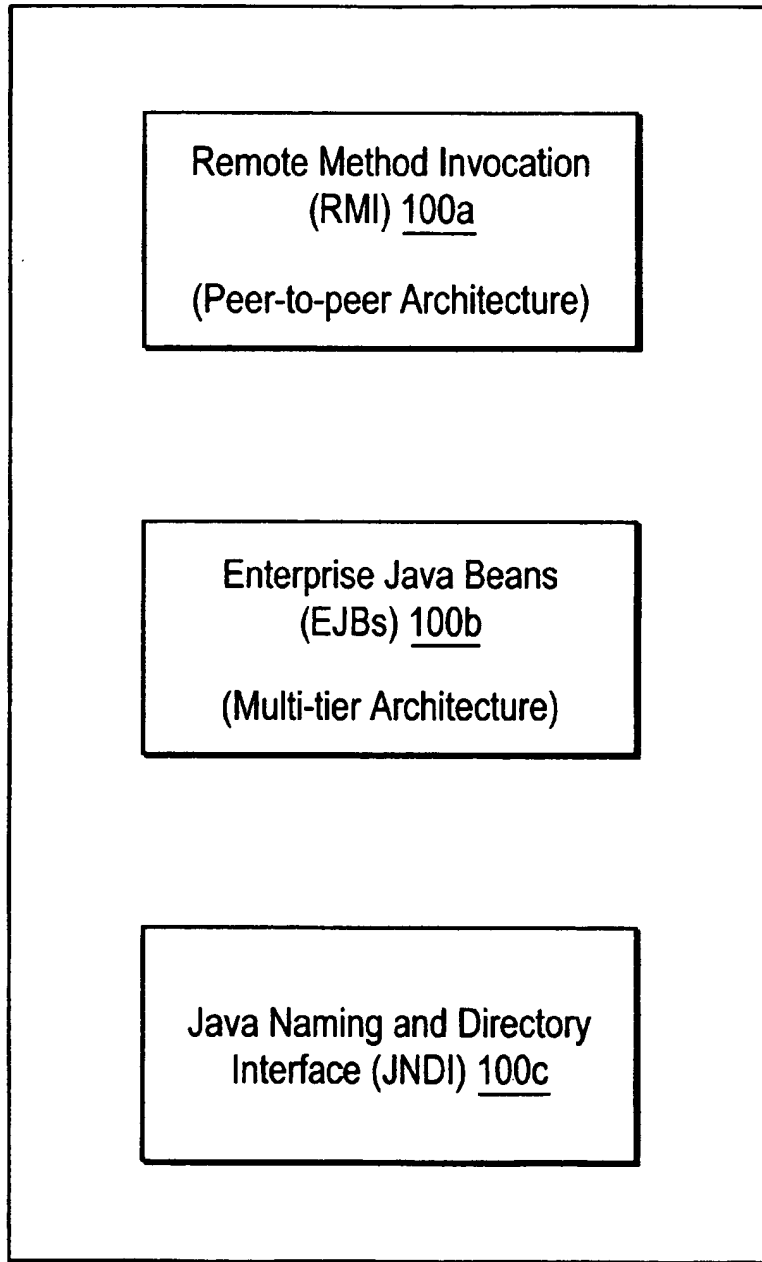 Remote Method Invocation
(RMI) 100a
(Peer-to-peer Architecture)
Enterprise Java Beans
(EJBs) 100b
(Multi-tier Architecture)
Java Naming and Directory
Interface (JNDI) 100c